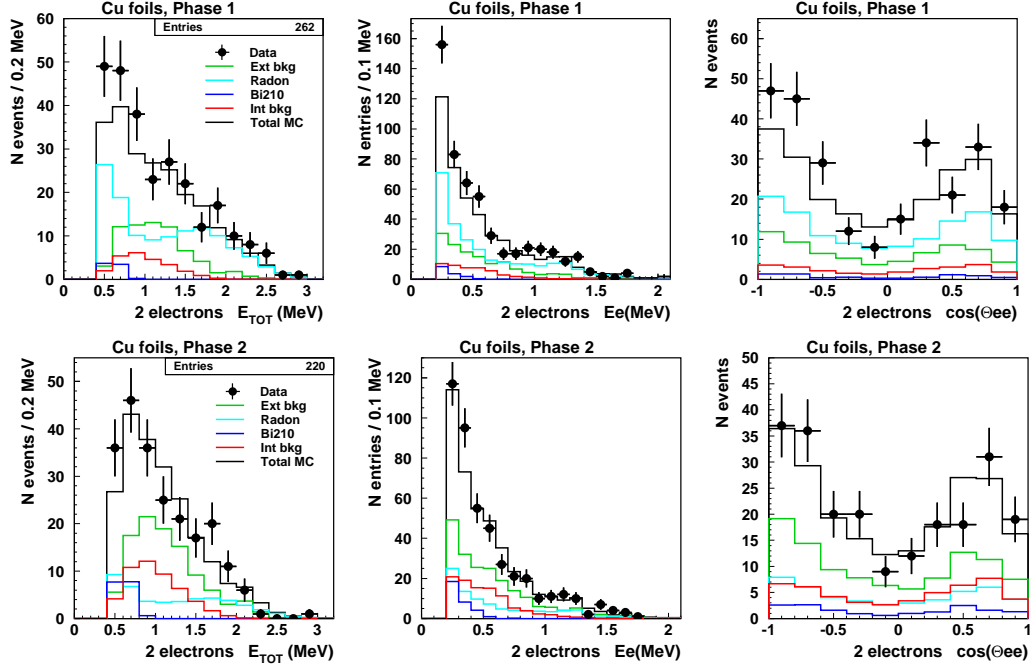 Cu foils, Phase 1
Entries 262
N events / 0.2 MeV
Data
Ext bkg
Radon
Bi210
Int bkg
Total MC
0 10 20 30 40 50 60
0 0.5 1 1.5 2 2.5 3
2 electrons E_TOT (MeV)
Cu foils, Phase 1
N entries / 0.1 MeV
0 20 40 60 80 100 120 140 160
0 0.5 1 1.5 2
2 electrons Ee(MeV)
Cu foils, Phase 1
N events
0 10 20 30 40 50 60
-1 -0.5 0 0.5 1
2 electrons cos(Θee)
Cu foils, Phase 2
Entries 220
N events / 0.2 MeV
Data
Ext bkg
Radon
Bi210
Int bkg
Total MC
0 10 20 30 40 50
0 0.5 1 1.5 2 2.5 3
2 electrons E_TOT (MeV)
Cu foils, Phase 2
N entries / 0.1 MeV
0 20 40 60 80 100 120
0 0.5 1 1.5 2
2 electrons Ee(MeV)
Cu foils, Phase 2
N events
0 5 10 15 20 25 30 35 40 45 50
-1 -0.5 0 0.5 1
2 electrons cos(Θee)